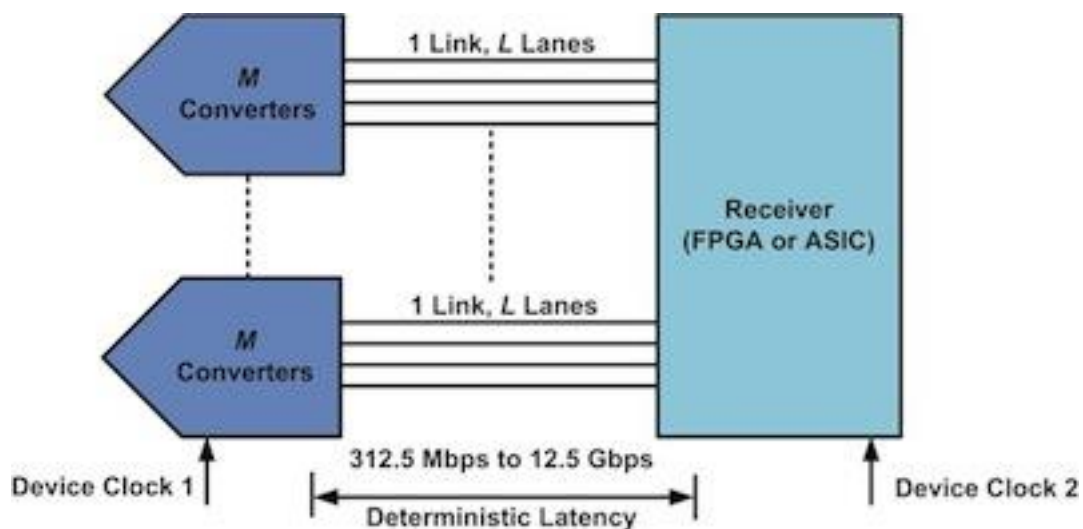 1 Link, L Lanes
M
Converters
Receiver
(FPGA or ASIC)
1 Link, L Lanes
M
Converters
312.5 Mbps to 12.5 Gbps
Device Clock 1
Device Clock 2
Deterministic Latency